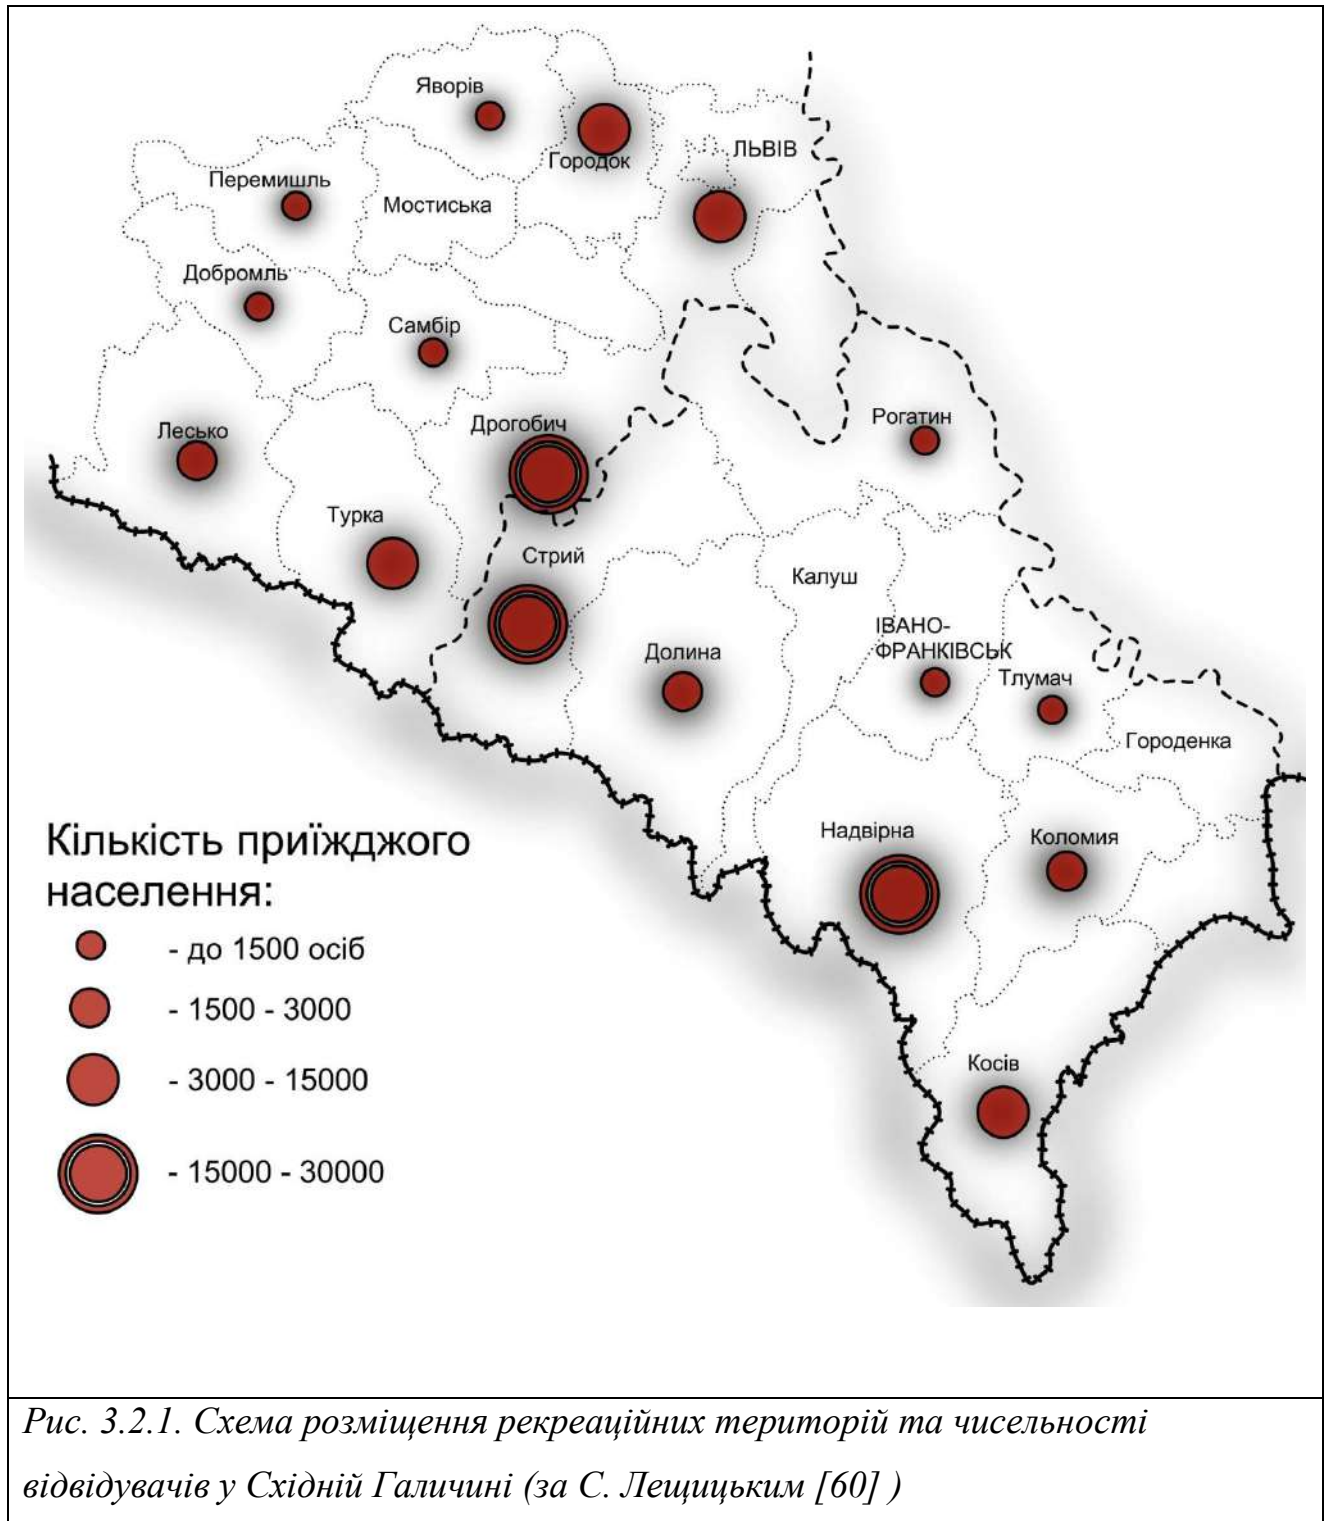 Яворів
Городок
ЛЬВІВ
Перемишль
Мостиська
Добромль
Самбір
Рогатин
Лесько
Дрогобич
Турка
Стрий
Калуш
ІВАНО-
ФРАНКІВСЬК
Долина
Тлумач
Городенка
Надвірна
Коломия
Косів
Кількість приїжджого
населення:
- до 1500 осіб
- 1500 - 3000
- 3000 - 15000
- 15000 - 30000
Рис. 3.2.1. Схема розміщення рекреаційних територій та чисельності
відвідувачів у Східній Галичині (за С. Лещицьким [60] )